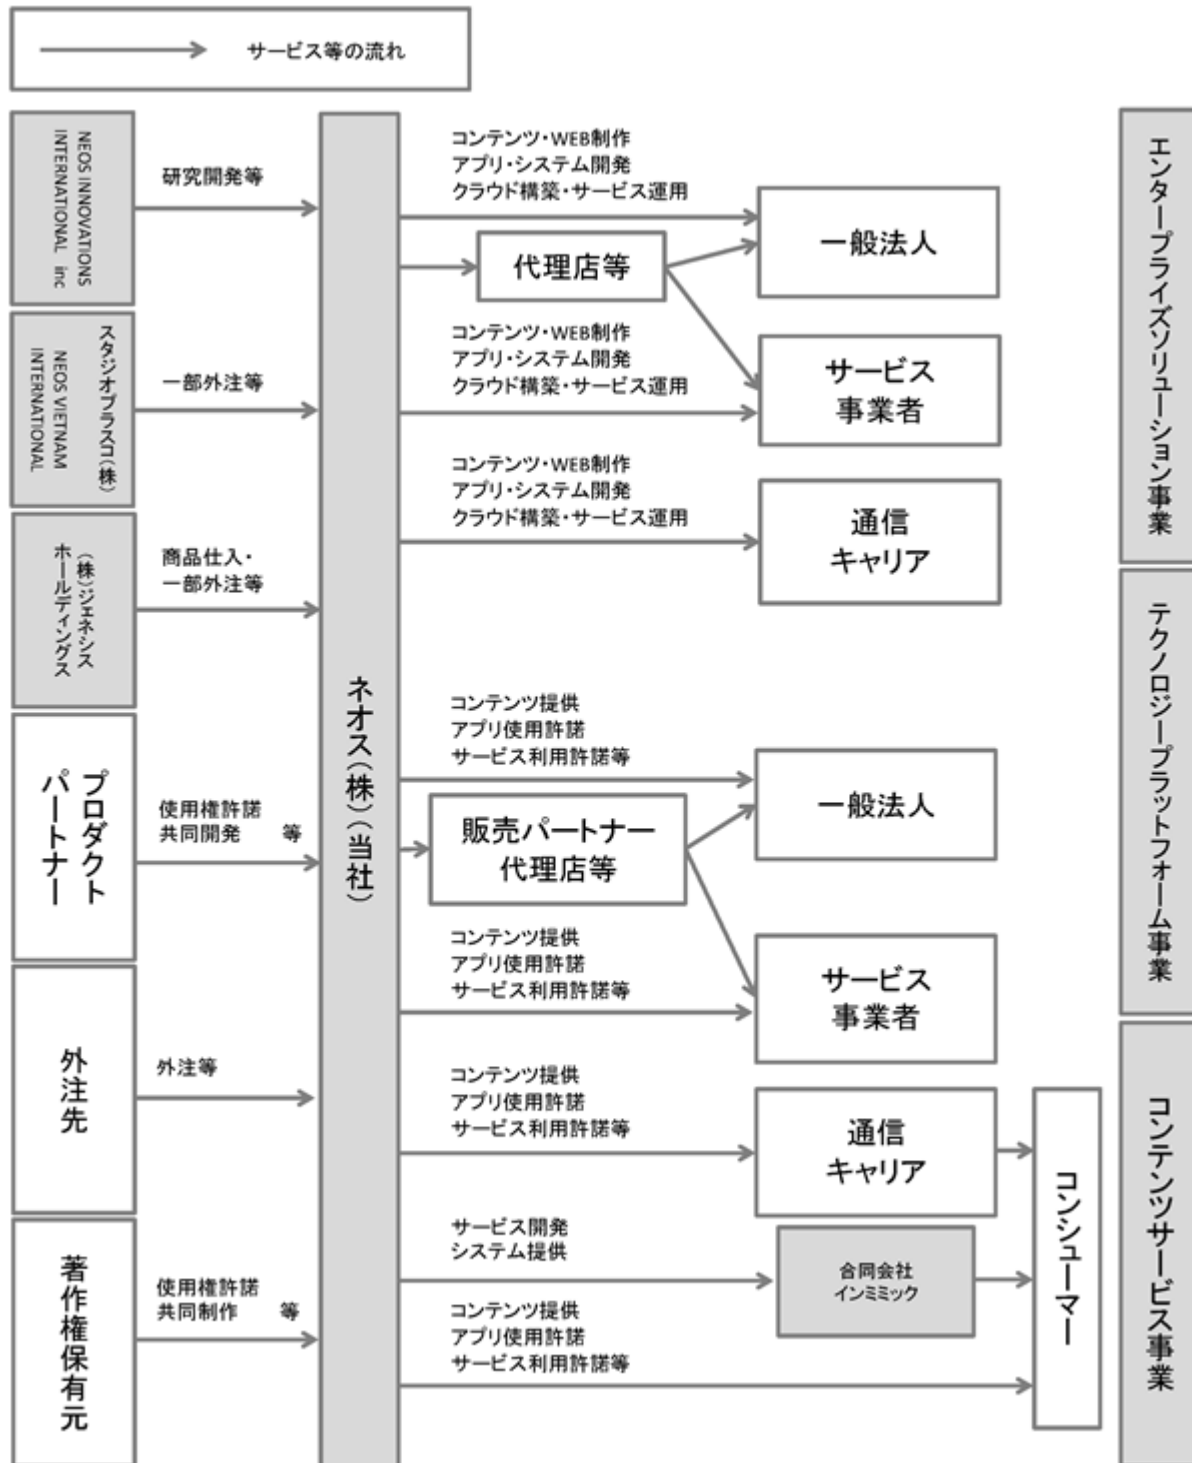 サービス等の流れ
NEOS INNOVATIONS
INTERNATIONAL inc
研究開発等
スタジオプラスコ(株)
NEOS VIETNAM
INTERNATIONAL
一部外注等
(株)ジェネシス
ホールディングス
商品仕入・
一部外注等
プロダクト
パートナー
使用権許諾
共同開発 等
外注先
外注等
著作権保有元
使用権許諾
共同制作 等
ネオス(株)(当社)
コンテンツ・WEB制作
アプリ・システム開発
クラウド構築・サービス運用
一般法人
代理店等
コンテンツ・WEB制作
アプリ・システム開発
クラウド構築・サービス運用
サービス
事業者
コンテンツ・WEB制作
アプリ・システム開発
クラウド構築・サービス運用
通信
キャリア
コンテンツ提供
アプリ使用許諾
サービス利用許諾等
一般法人
販売パートナー
代理店等
コンテンツ提供
アプリ使用許諾
サービス利用許諾等
サービス
事業者
コンテンツ提供
アプリ使用許諾
サービス利用許諾等
通信
キャリア
サービス開発
システム提供
合同会社
インミミック
コンテンツ提供
アプリ使用許諾
サービス利用許諾等
コンシューマー
エンタープライズソリューション事業
テクノロジープラットフォーム事業
コンテンツサービス事業